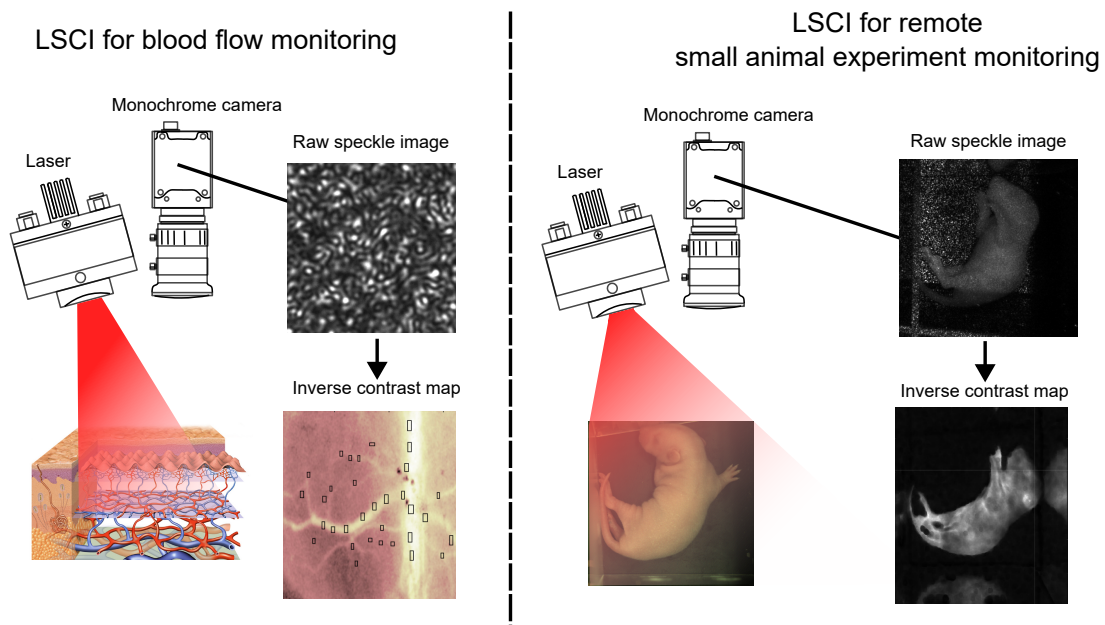 LSCI for blood flow monitoring
Monochrome camera
Laser
Raw speckle image
Inverse contrast map
LSCI for remote
small animal experiment monitoring
Monochrome camera
Laser
Raw speckle image
Inverse contrast map